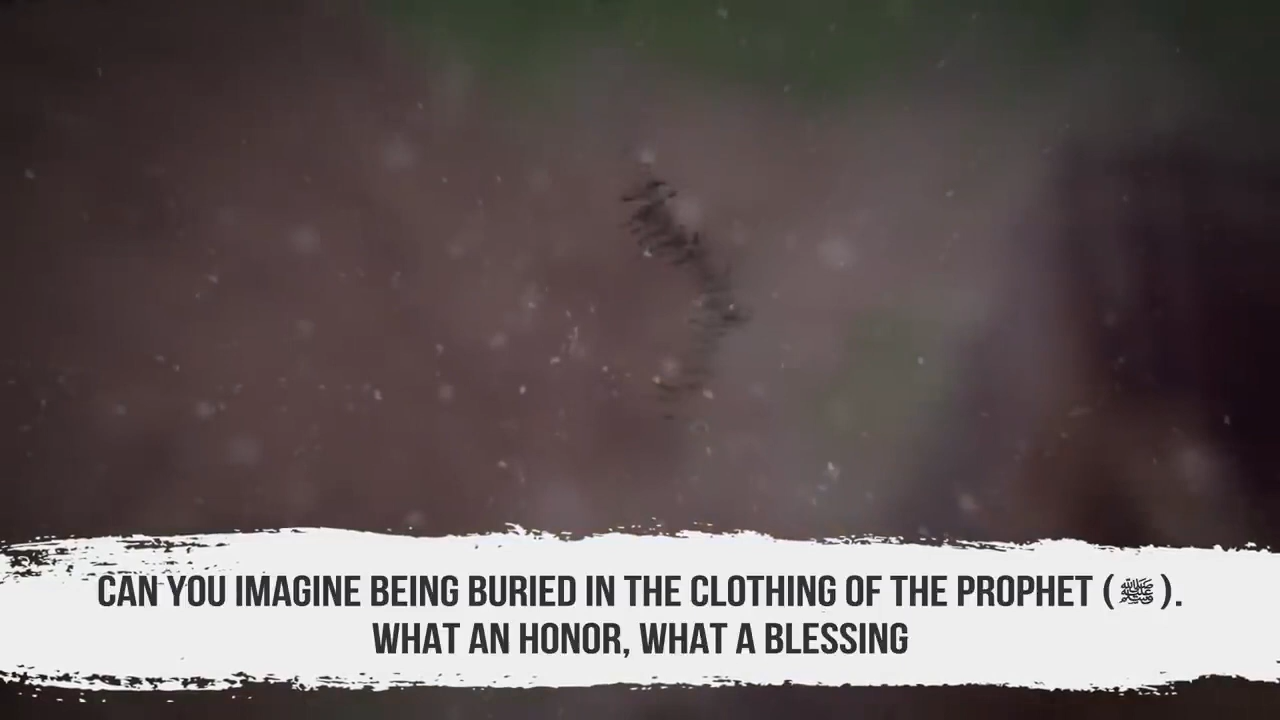 CAN YOU IMAGINE BEING BURIED IN THE CLOTHING OF THE PROPHET (ﷺ).
WHAT AN HONOR, WHAT A BLESSING